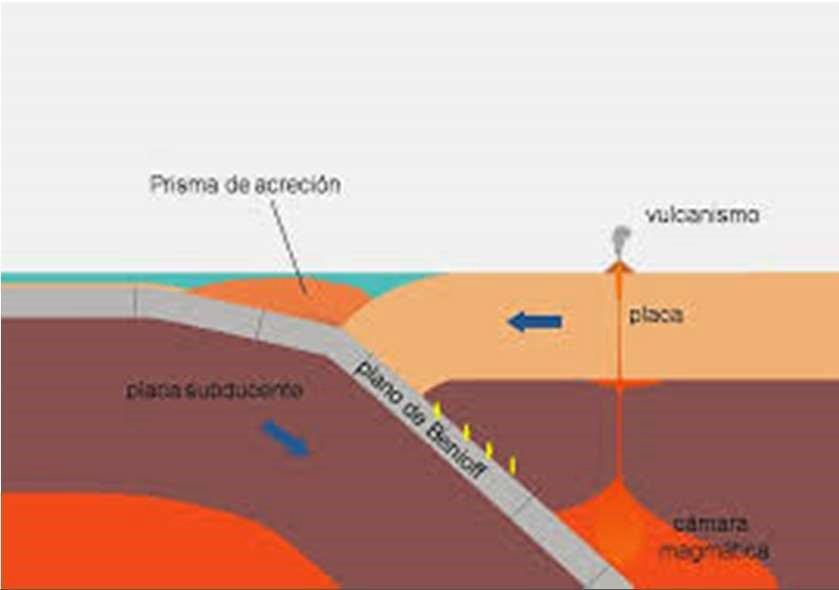 Prisma de acreción
vulcanismo
placa
placa subducente
plano de Benioff
cámara
magmática